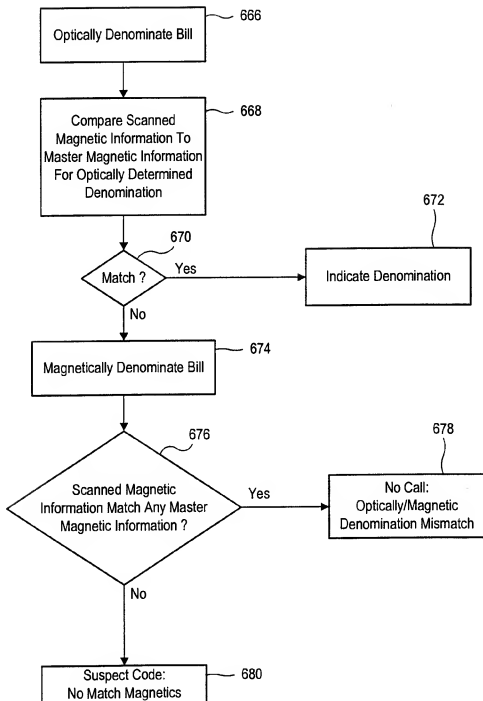 Optically Denominate Bill
666
Compare Scanned
Magnetic Information To
Master Magnetic Information
For Optically Determined
Denomination
668
670
Match ?
Yes
No
672
Indicate Denomination
Magnetically Denominate Bill
674
676
Scanned Magnetic
Information Match Any Master
Magnetic Information ?
Yes
No
678
No Call:
Optically/Magnetic
Denomination Mismatch
Suspect Code:
No Match Magnetics
680